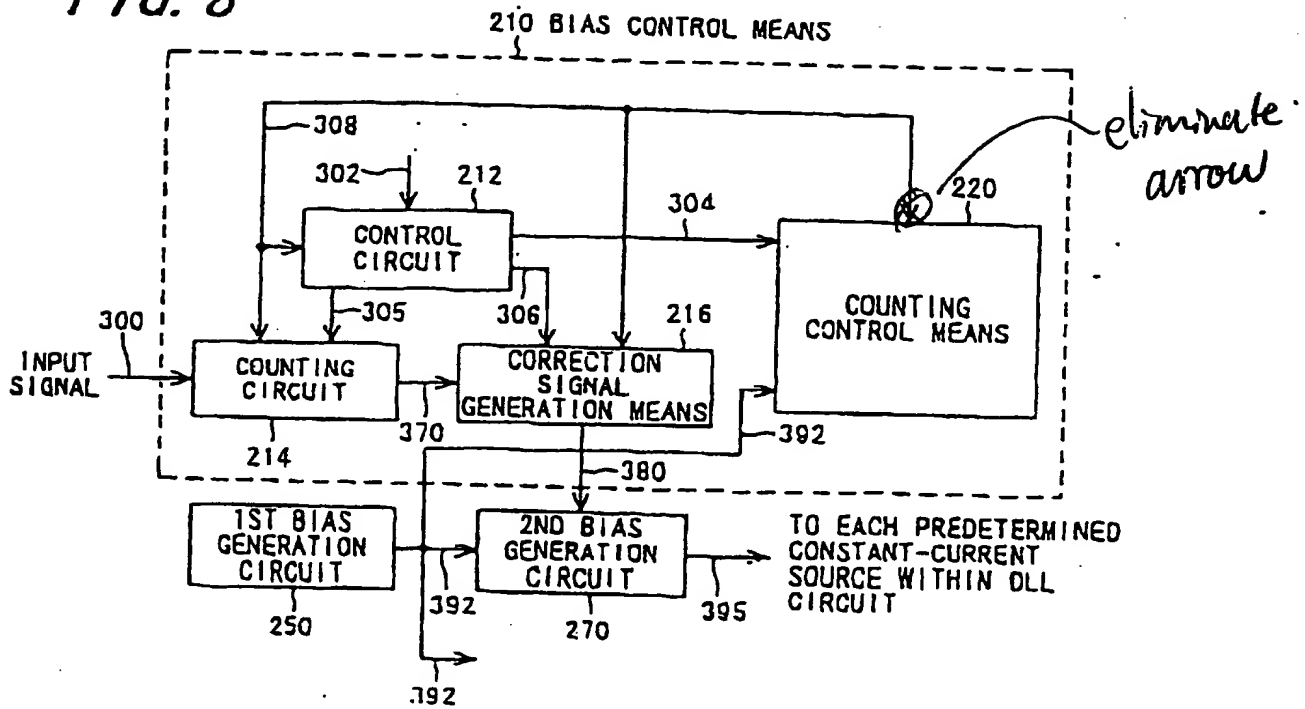 FIG. 8
210 BIAS CONTROL MEANS
308
302
212
304
220
eliminate
arrow
CONTROL
CIRCUIT
305
306
216
COUNTING
CONTROL MEANS
300
INPUT
SIGNAL
COUNTING
CIRCUIT
CORRECTION
SIGNAL
GENERATION MEANS
370
392
214
380
1ST BIAS
GENERATION
CIRCUIT
2ND BIAS
GENERATION
CIRCUIT
TO EACH PREDETERMINED
CONSTANT-CURRENT
SOURCE WITHIN DLL
CIRCUIT
392
395
250
270
392